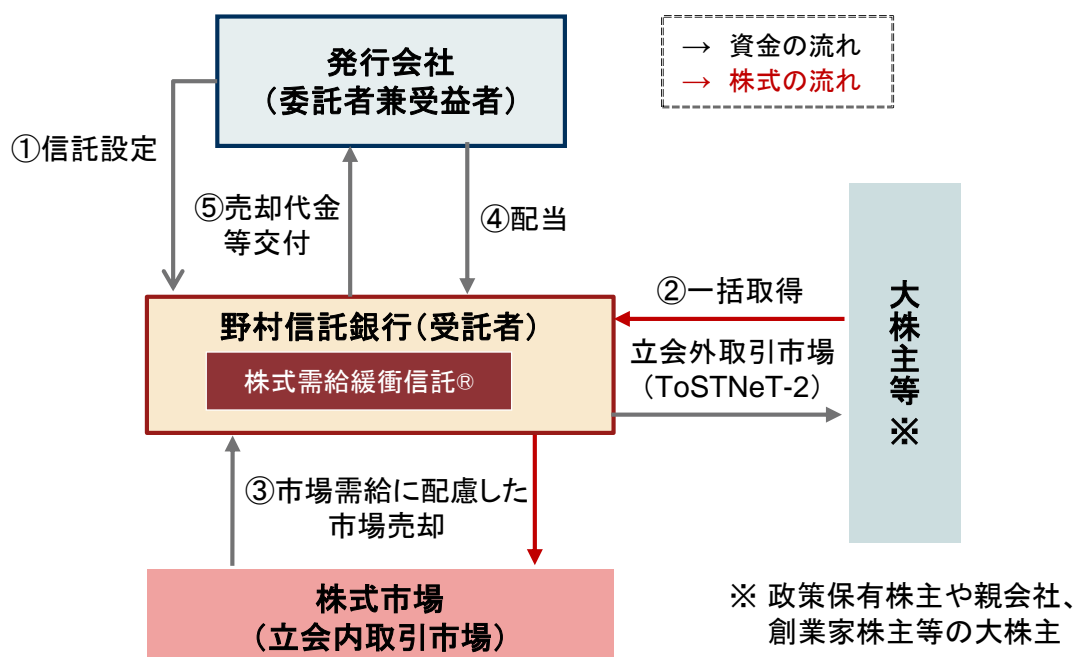 発行会社
（委託者兼受益者）
→ 資金の流れ
→ 株式の流れ
①信託設定
⑤売却代金
等交付
④配当
②一括取得
立会外取引市場
（ToSTNeT-2）
大株主等※
野村信託銀行（受託者）
株式需給緩衝信託®
③市場需給に配慮した
市場売却
株式市場
（立会内取引市場）
※ 政策保有株主や親会社、
創業家株主等の大株主